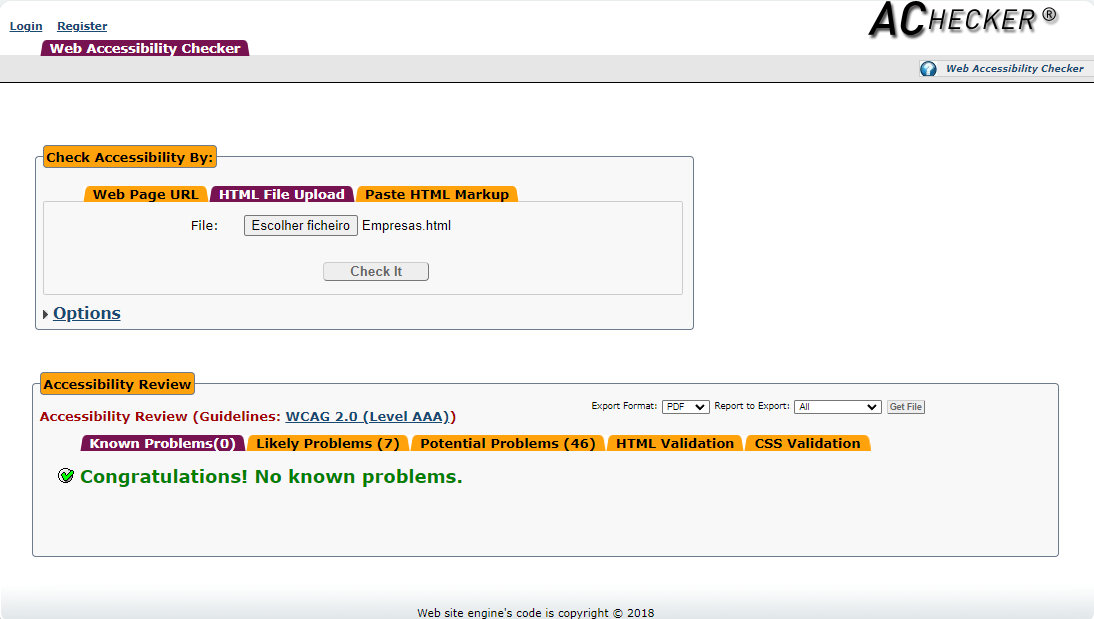 Login Register
ACHECKER ®
Web Accessibility Checker
Web Accessibility Checker
Check Accessibility By:
Web Page URL HTML File Upload Paste HTML Markup
File: Escolher ficheiro Empresas.html
Check It
Options
Accessibility Review
Accessibility Review (Guidelines: WCAG 2.0 (Level AAA))
Export Format: PDF Report to Export: All Get File
Known Problems(0) Likely Problems (7) Potential Problems (46) HTML Validation CSS Validation
Congratulations! No known problems.
Web site engine's code is copyright © 2018